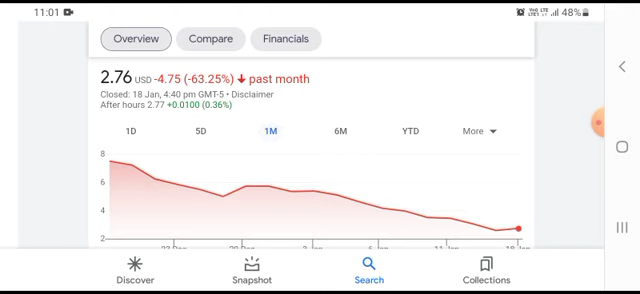 11:01 48%
Overview Compare Financials
2.76 USD -4.75 (-63.25%) past month
Closed: 18 Jan, 4:40 pm GMT-5 • Disclaimer
After hours 2.77 +0.0100 (0.36%)
1D 5D 1M 6M YTD More
8
6
4
2
Discover Snapshot Search Collections